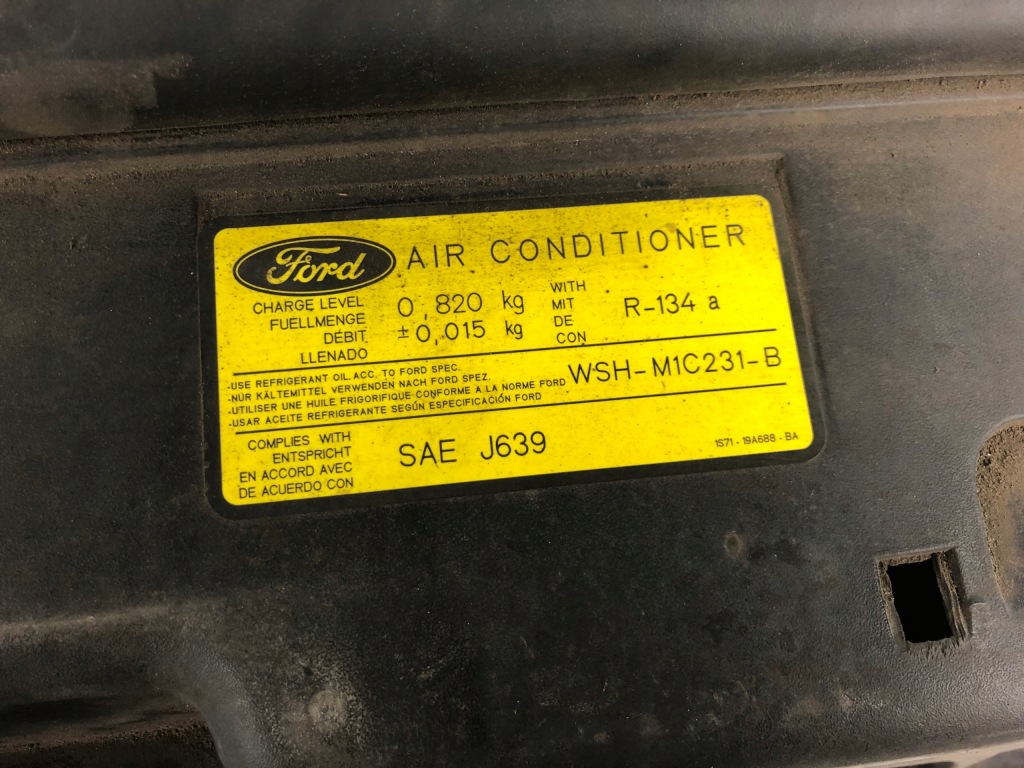 Ford AIR CONDITIONER
CHARGE LEVEL
FUELLMENGE
DÉBIT
LLENADO
0,820 kg
±0,015 kg
WITH
MIT
DE
CON
R-134 a
-USE REFRIGERANT OIL ACC. TO FORD SPEC.
-NUR KÄLTEMITTEL VERWENDEN NACH FORD SPEZ.
-UTILISER UNE HUILE FRIGORIFIQUE CONFORME A LA NORME FORD
-USAR ACEITE REFRIGERANTE SEGÚN ESPECIFICACIÓN FORD
WSH-M1C231-B
COMPLIES WITH
ENTSPRICHT
EN ACCORD AVEC
DE ACUERDO CON
SAE J639
1S71-19A688-BA